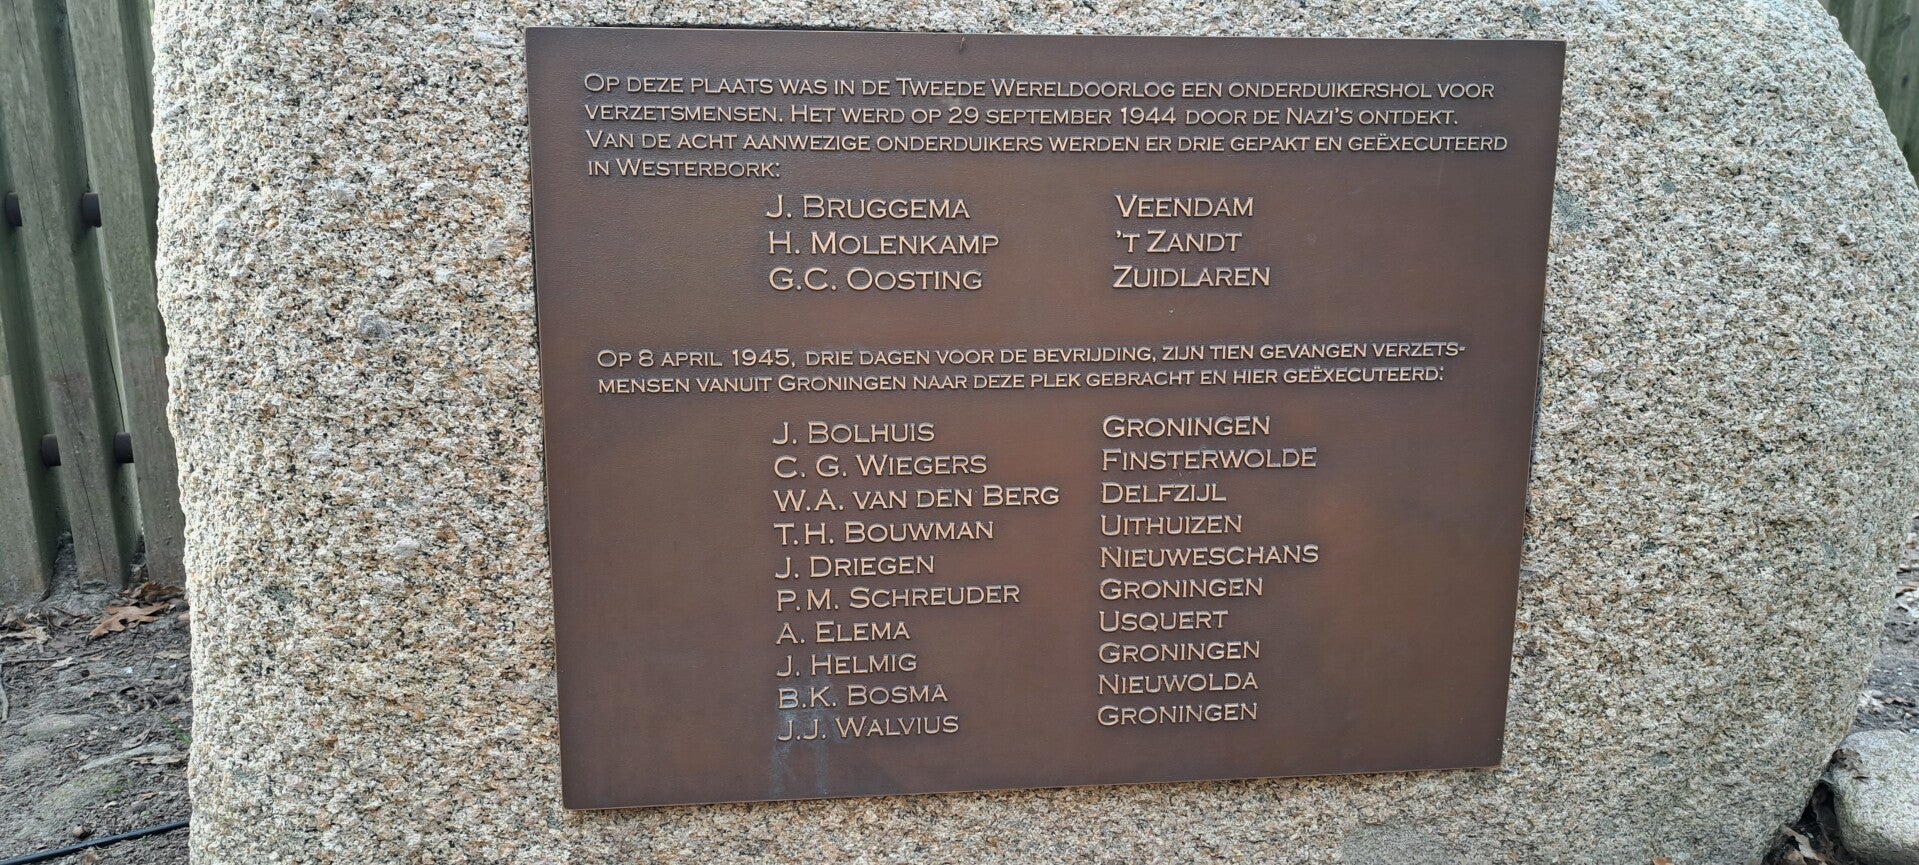 Op deze plaats was in de Tweede Wereldoorlog een onderduikershol voor
verzetsmensen. Het werd op 29 september 1944 door de Nazi's ontdekt.
Van de acht aanwezige onderduikers werden er drie gepakt en geëxecuteerd
in Westerbork:
J. Bruggema Veendam
H. Molenkamp 't Zandt
G.C. Oosting Zuidlaren
Op 8 april 1945, drie dagen voor de bevrijding, zijn tien gevangen verzets-
mensen vanuit Groningen naar deze plek gebracht en hier geëxecuteerd:
J. Bolhuis Groningen
C. G. Wiegers Finsterwolde
W.A. van den Berg Delfzijl
T.H. Bouwman Uithuizen
J. Driegen Nieuweschans
P.M. Schreuder Groningen
A. Elema Usquert
J. Helmig Groningen
B.K. Bosma Nieuwolda
J.J. Walvius Groningen